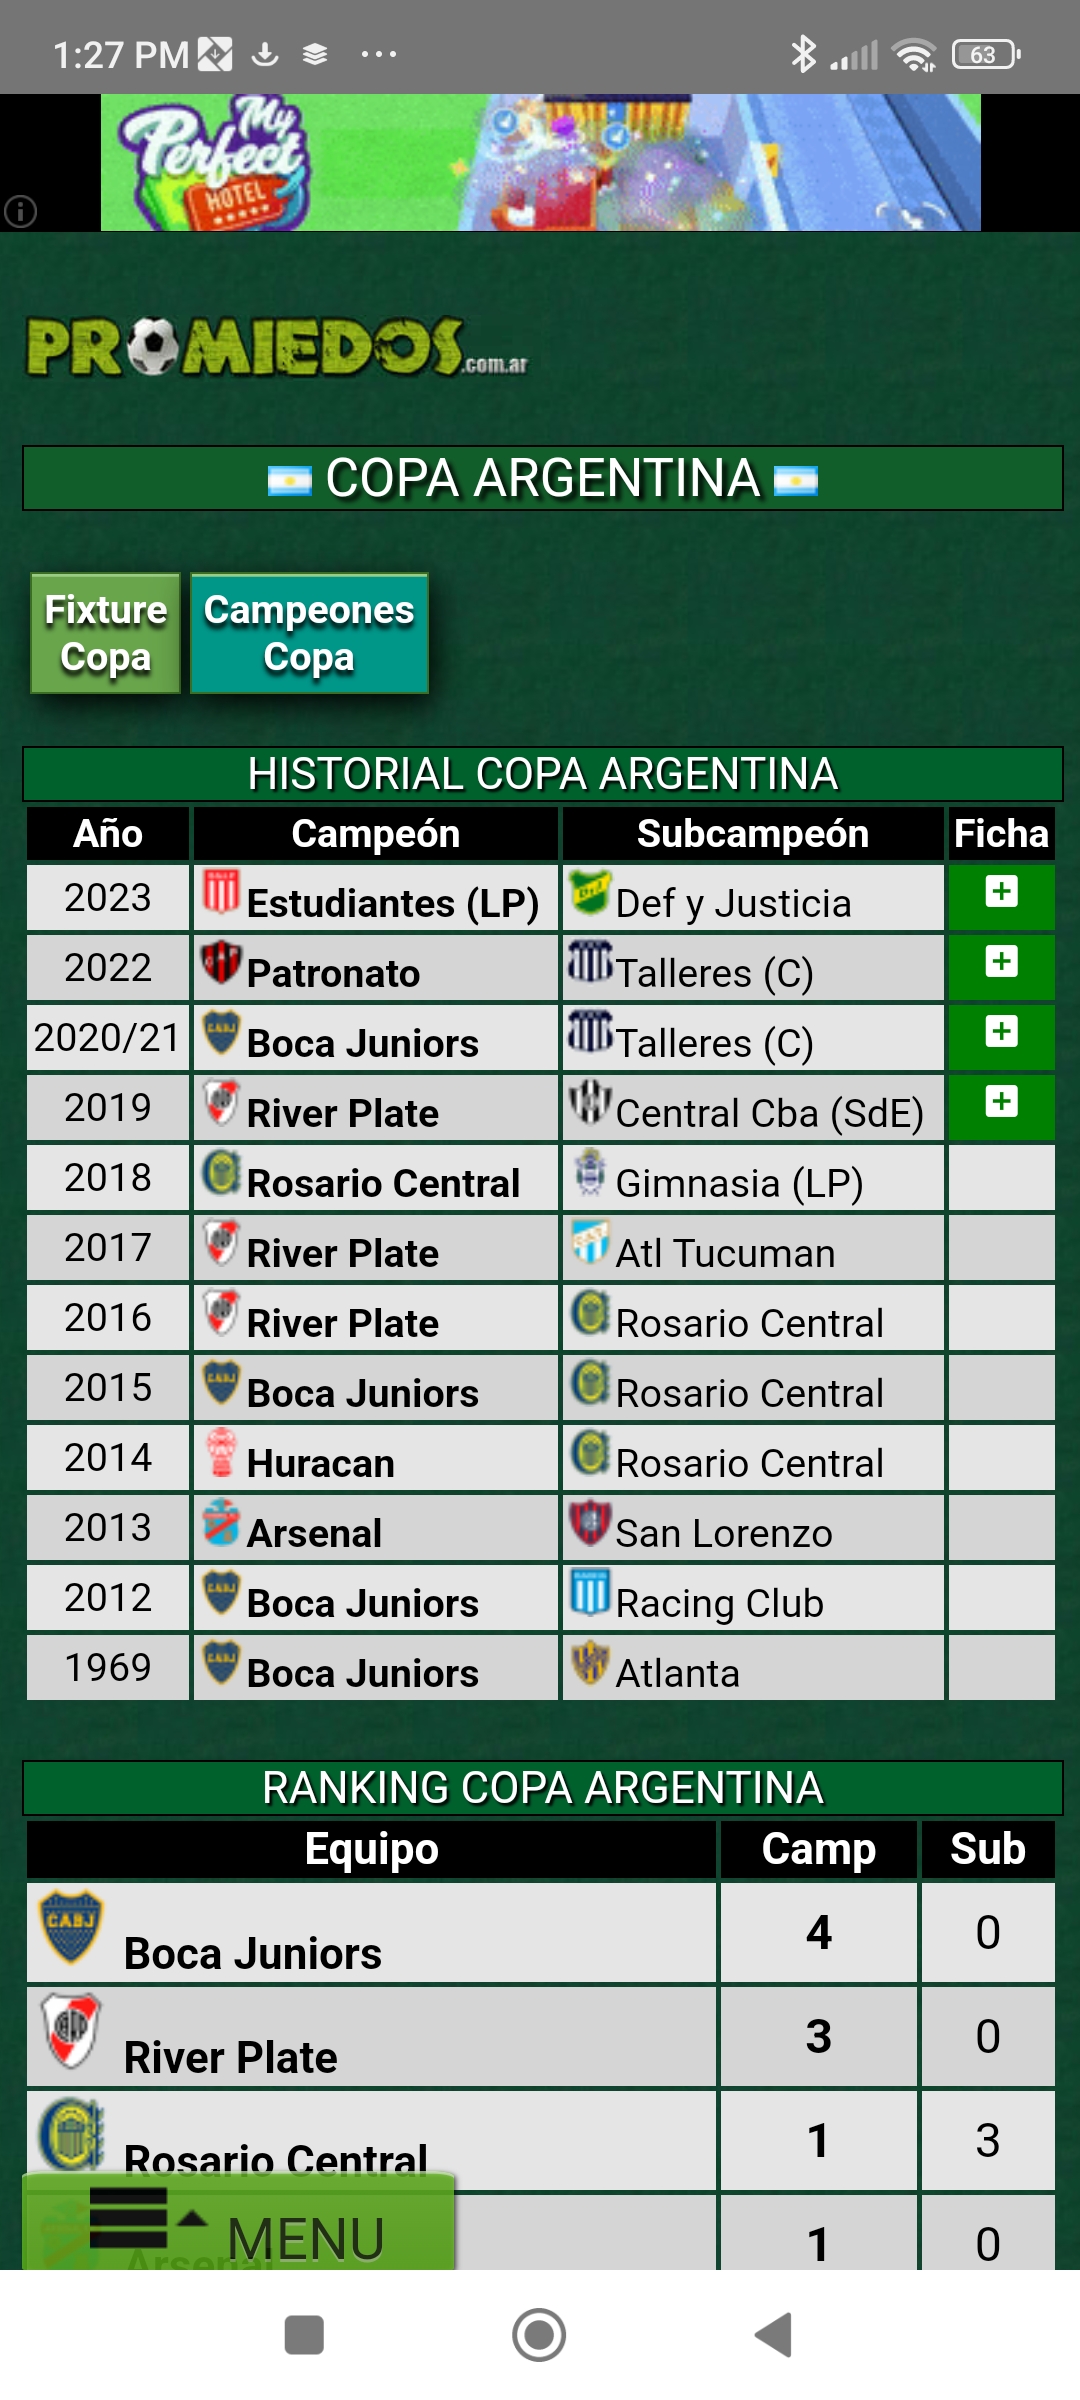 1:27 PM
63
My
Perfect
HOTEL
PROMIEDOS.com.ar
COPA ARGENTINA
Fixture Copa
Campeones Copa
HISTORIAL COPA ARGENTINA
Año Campeón Subcampeón Ficha
2023 Estudiantes (LP) Def y Justicia +
2022 Patronato Talleres (C) +
2020/21 Boca Juniors Talleres (C) +
2019 River Plate Central Cba (SdE) +
2018 Rosario Central Gimnasia (LP)
2017 River Plate Atl Tucuman
2016 River Plate Rosario Central
2015 Boca Juniors Rosario Central
2014 Huracan Rosario Central
2013 Arsenal San Lorenzo
2012 Boca Juniors Racing Club
1969 Boca Juniors Atlanta
RANKING COPA ARGENTINA
Equipo Camp Sub
Boca Juniors 4 0
River Plate 3 0
Rosario Central 1 3
Arsenal 1 0
MENU